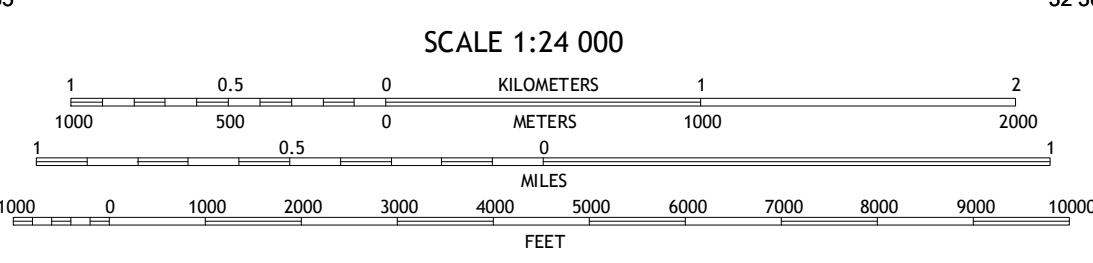 SCALE 1:24 000
1 0.5 0 KILOMETERS 1 2
1000 500 0 METERS 1000 2000
1 0.5 0 1
MILES
1000 0 1000 2000 3000 4000 5000 6000 7000 8000 9000 10000
FEET